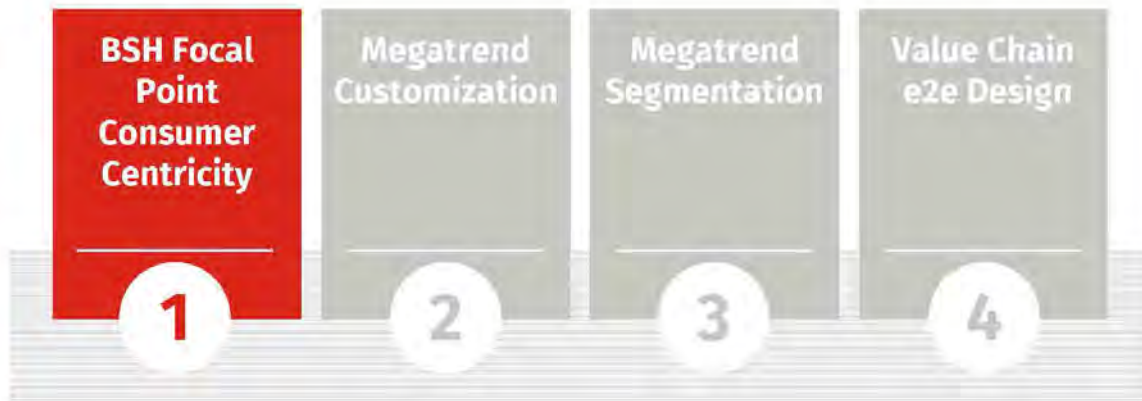 BSH Focal
Point
Consumer
Centricity
1
Megatrend
Customization
2
Megatrend
Segmentation
3
Value Chain
e2e Design
4